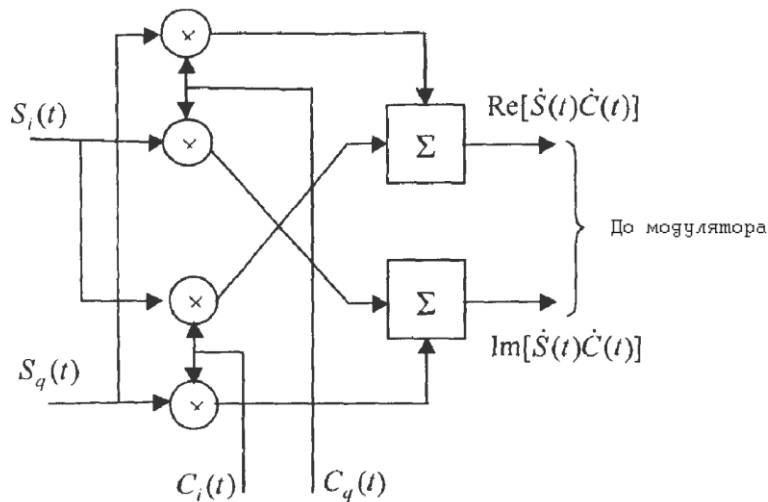 ×
S_i(t)
×
Σ
Re[Ṡ(t)Ċ(t)]
До модулятора
×
Σ
Im[Ṡ(t)Ċ(t)]
S_q(t)
×
C_i(t)
C_q(t)